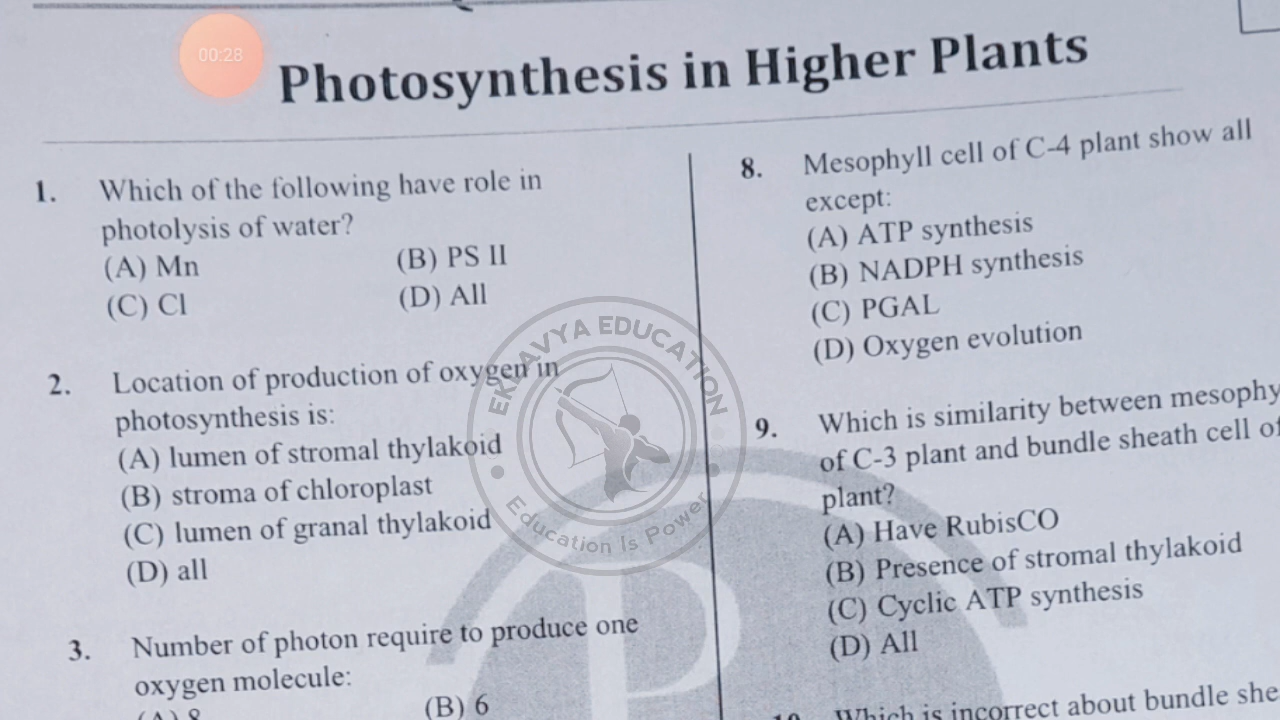 00:28
Photosynthesis in Higher Plants
1. Which of the following have role in
photolysis of water?
(A) Mn (B) PS II
(C) Cl (D) All
2. Location of production of oxygen in
photosynthesis is:
(A) lumen of stromal thylakoid
(B) stroma of chloroplast
(C) lumen of granal thylakoid
(D) all
3. Number of photon require to produce one
oxygen molecule:
(A) 8 (B) 6
8. Mesophyll cell of C-4 plant show all
except:
(A) ATP synthesis
(B) NADPH synthesis
(C) PGAL
(D) Oxygen evolution
9. Which is similarity between mesophy
of C-3 plant and bundle sheath cell of
plant?
(A) Have RubisCO
(B) Presence of stromal thylakoid
(C) Cyclic ATP synthesis
(D) All
10. Which is incorrect about bundle she
EKLAVYA EDUCATION
Education Is Power
P